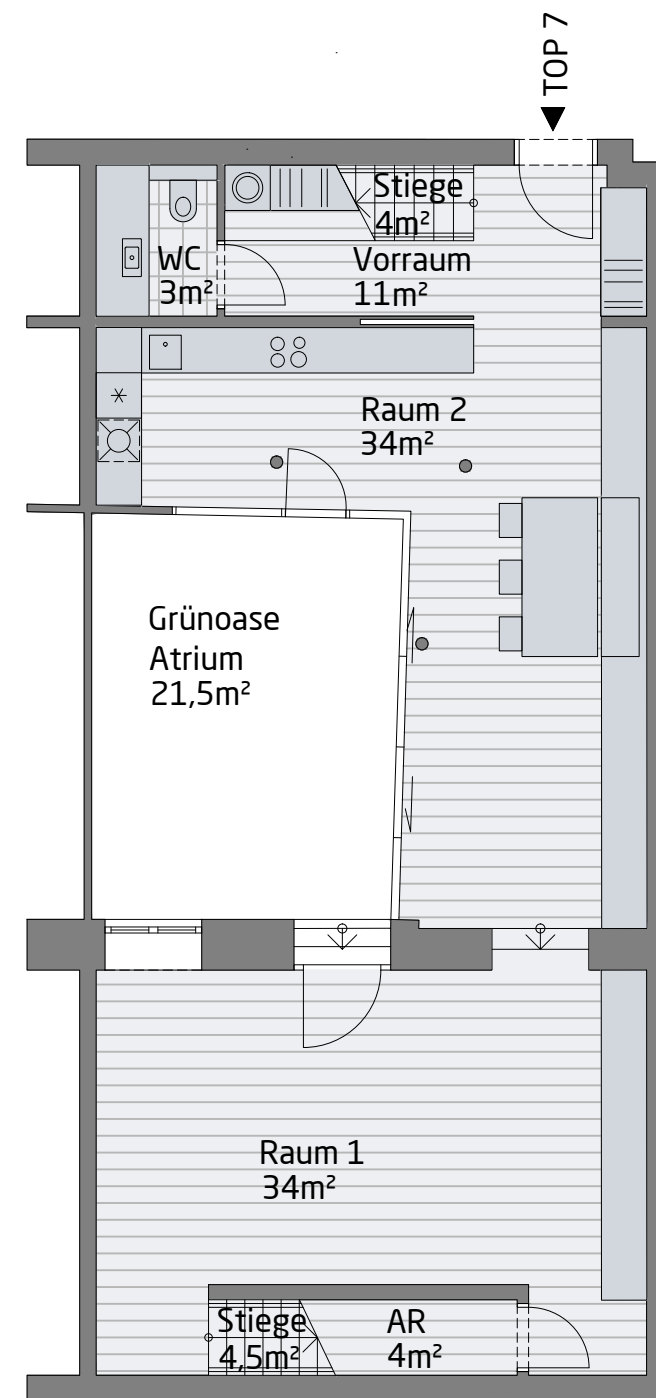 TOP 7
Stiege
4m²
WC
3m²
Vorraum
11m²
Raum 2
34m²
Grünoase
Atrium
21,5m²
Raum 1
34m²
Stiege
4,5m²
AR
4m²